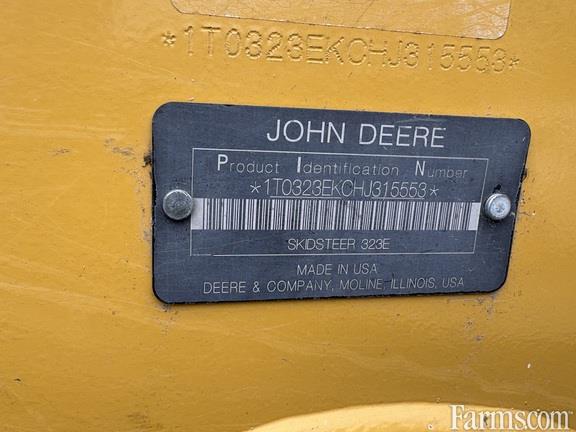 *1T0323EKCHJ315553*
JOHN DEERE
Product Identification Number
*1T0323EKCHJ315553*
SKIDSTEER 323E
MADE IN USA
DEERE & COMPANY, MOLINE, ILLINOIS, USA
Farms.com